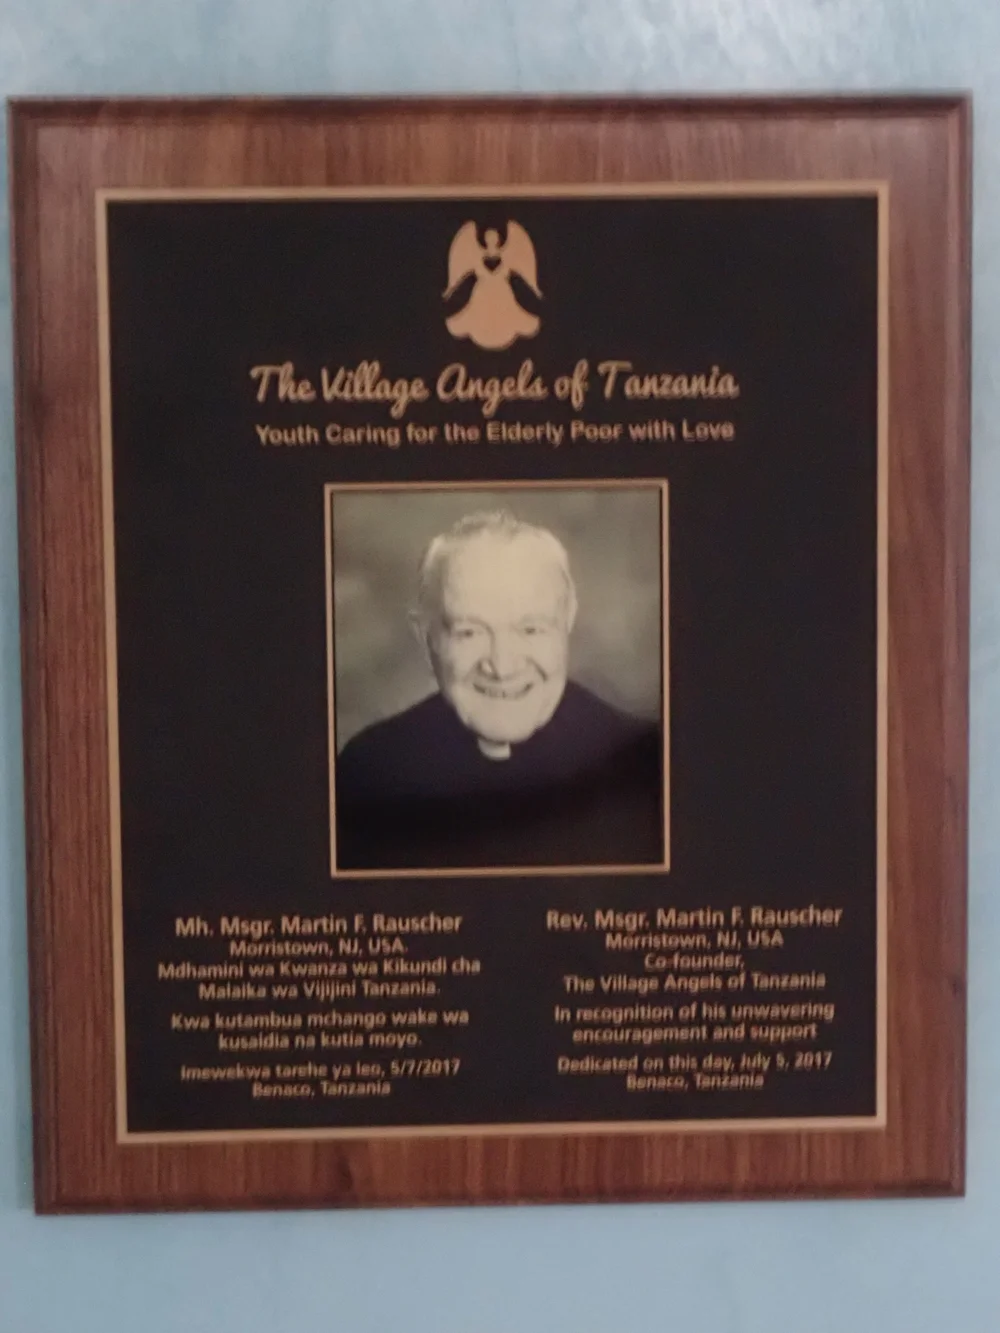 The Village Angels of Tanzania
Youth Caring for the Elderly Poor with Love
Mh. Msgr. Martin F. Rauscher
Morristown, NJ, USA.
Mdhamini wa Kwanza wa Kikundi cha
Malaika wa Vijijini Tanzania.
Kwa kutambua mchango wake wa
kusaidia na kutia moyo.
Imewekwa tarehe ya leo, 5/7/2017
Benaco, Tanzania
Rev. Msgr. Martin F. Rauscher
Morristown, NJ, USA
Co-founder,
The Village Angels of Tanzania
In recognition of his unwavering
encouragement and support
Dedicated on this day, July 5, 2017
Benaco, Tanzania